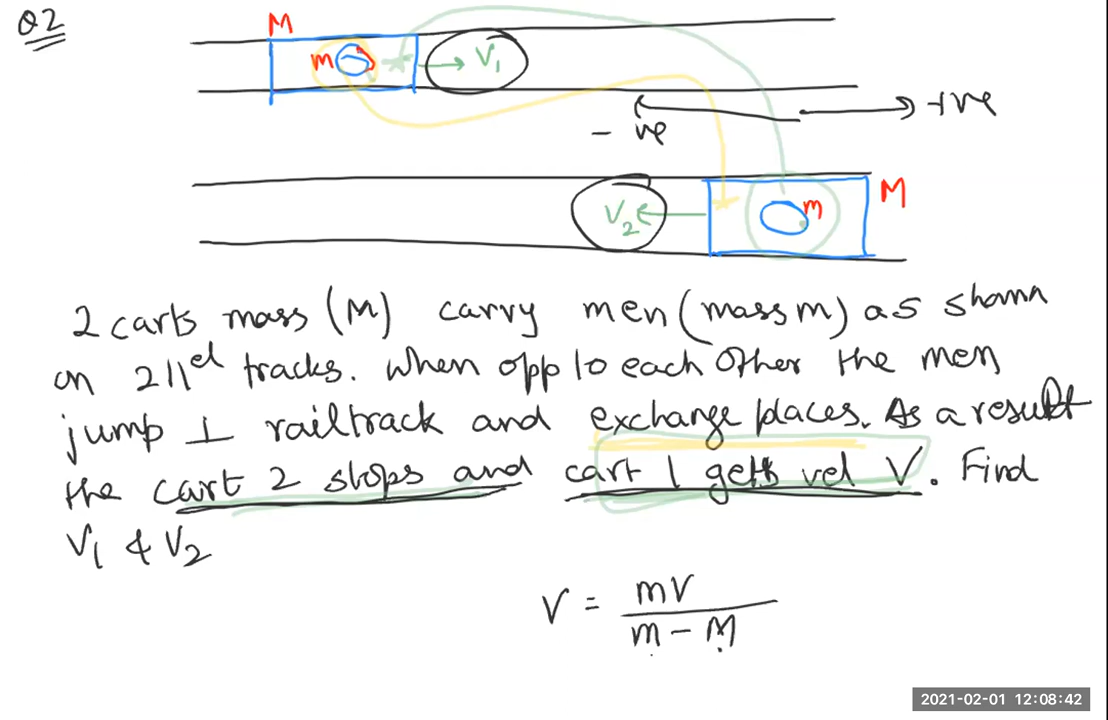 Q2
M
m
V₁
- ve
+ve
V₂
m
M
2 carts mass (M) carry men (mass m) as shown
on 2 11el tracks. When opp to each other the men
jump ⊥ railtrack and exchange places. As a result
the cart 2 stops and cart 1 gets vel V. Find
V₁ & V₂
V = mV
m - M
2021-02-01 12:08:42